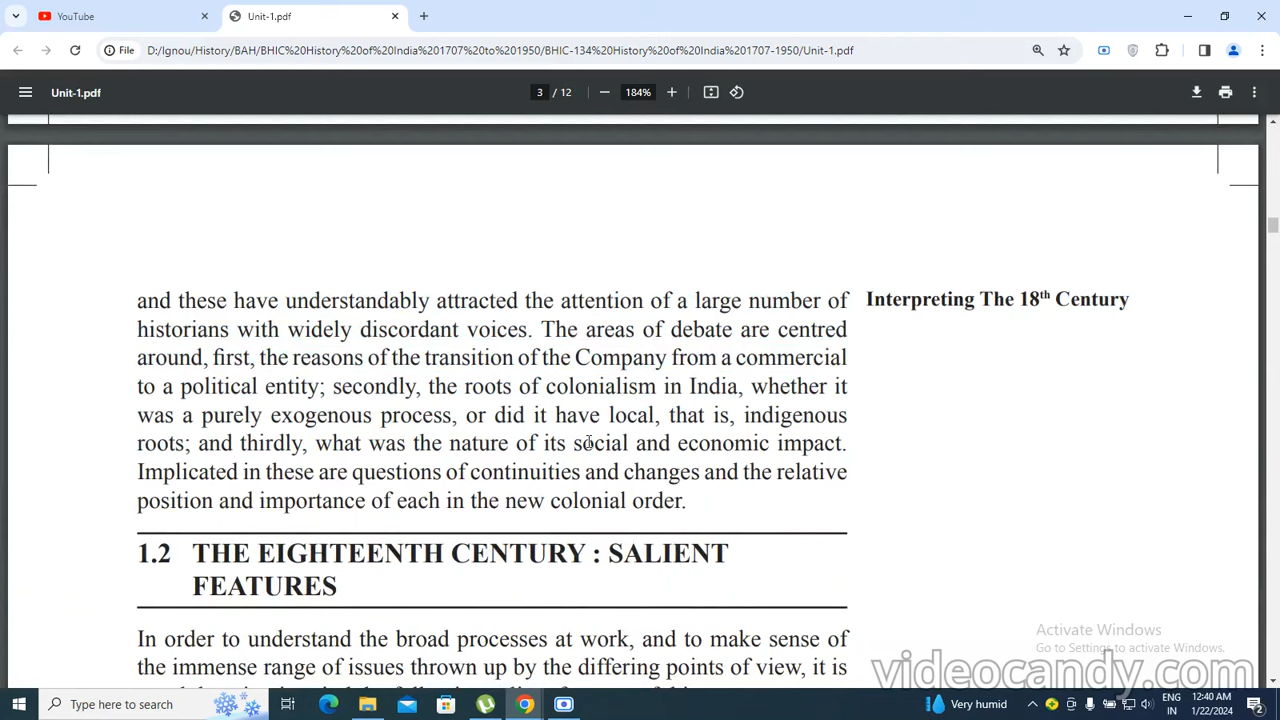 YouTube
Unit-1.pdf
File
D:/Ignou/History/BAH/BHIC%20History%20of%20India%201707%20to%201950/BHIC-134%20History%20of%20India%201707-1950/Unit-1.pdf
Unit-1.pdf
3 / 12
184%
and these have understandably attracted the attention of a large number of
historians with widely discordant voices. The areas of debate are centred
around, first, the reasons of the transition of the Company from a commercial
to a political entity; secondly, the roots of colonialism in India, whether it
was a purely exogenous process, or did it have local, that is, indigenous
roots; and thirdly, what was the nature of its social and economic impact.
Implicated in these are questions of continuities and changes and the relative
position and importance of each in the new colonial order.
Interpreting The 18th Century
1.2 THE EIGHTEENTH CENTURY : SALIENT
FEATURES
In order to understand the broad processes at work, and to make sense of
the immense range of issues thrown up by the differing points of view, it is
Activate Windows
Go to Settings to activate Windows.
videocandy.com
Type here to search
Very humid
ENG
IN
12:40 AM
1/22/2024
2